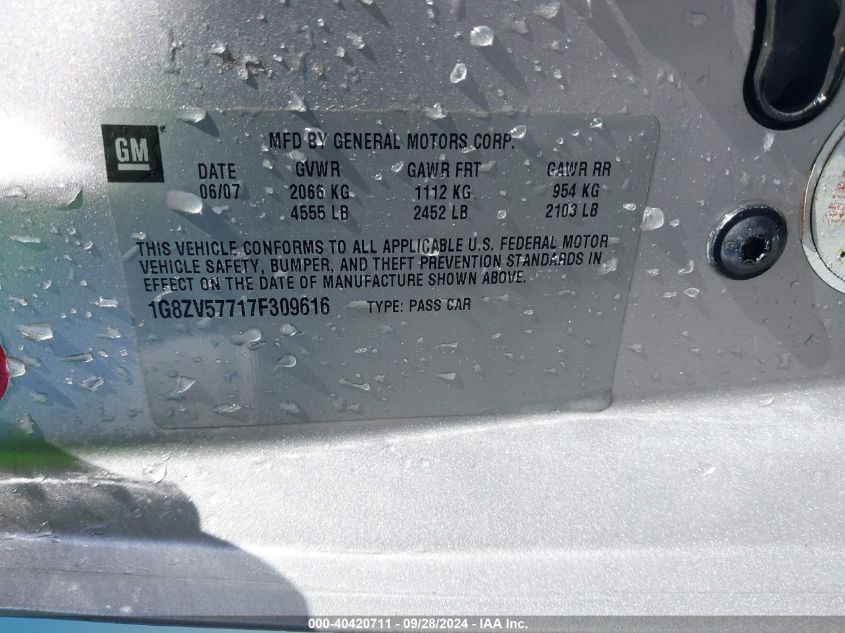 GM
MFD BY GENERAL MOTORS CORP.
DATE GVWR GAWR FRT GAWR RR
06/07 2066 KG 1112 KG 954 KG
4555 LB 2452 LB 2103 LB
THIS VEHICLE CONFORMS TO ALL APPLICABLE U.S. FEDERAL MOTOR
VEHICLE SAFETY, BUMPER, AND THEFT PREVENTION STANDARDS IN
EFFECT ON THE DATE OF MANUFACTURE SHOWN ABOVE.
1G8ZV57717F309616 TYPE: PASS CAR
000-40420711 - 09/28/2024 - IAA Inc.